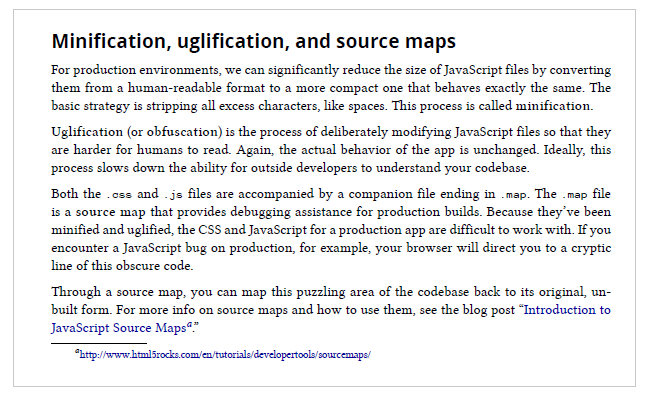 Minification, uglification, and source maps
For production environments, we can significantly reduce the size of JavaScript files by converting
them from a human-readable format to a more compact one that behaves exactly the same. The
basic strategy is stripping all excess characters, like spaces. This process is called minification.
Uglification (or obfuscation) is the process of deliberately modifying JavaScript files so that they
are harder for humans to read. Again, the actual behavior of the app is unchanged. Ideally, this
process slows down the ability for outside developers to understand your codebase.
Both the .css and .js files are accompanied by a companion file ending in .map. The .map file
is a source map that provides debugging assistance for production builds. Because they’ve been
minified and uglified, the CSS and JavaScript for a production app are difficult to work with. If you
encounter a JavaScript bug on production, for example, your browser will direct you to a cryptic
line of this obscure code.
Through a source map, you can map this puzzling area of the codebase back to its original, un-
built form. For more info on source maps and how to use them, see the blog post “Introduction to
JavaScript Source Mapsᵃ.”
ᵃhttp://www.html5rocks.com/en/tutorials/developertools/sourcemaps/